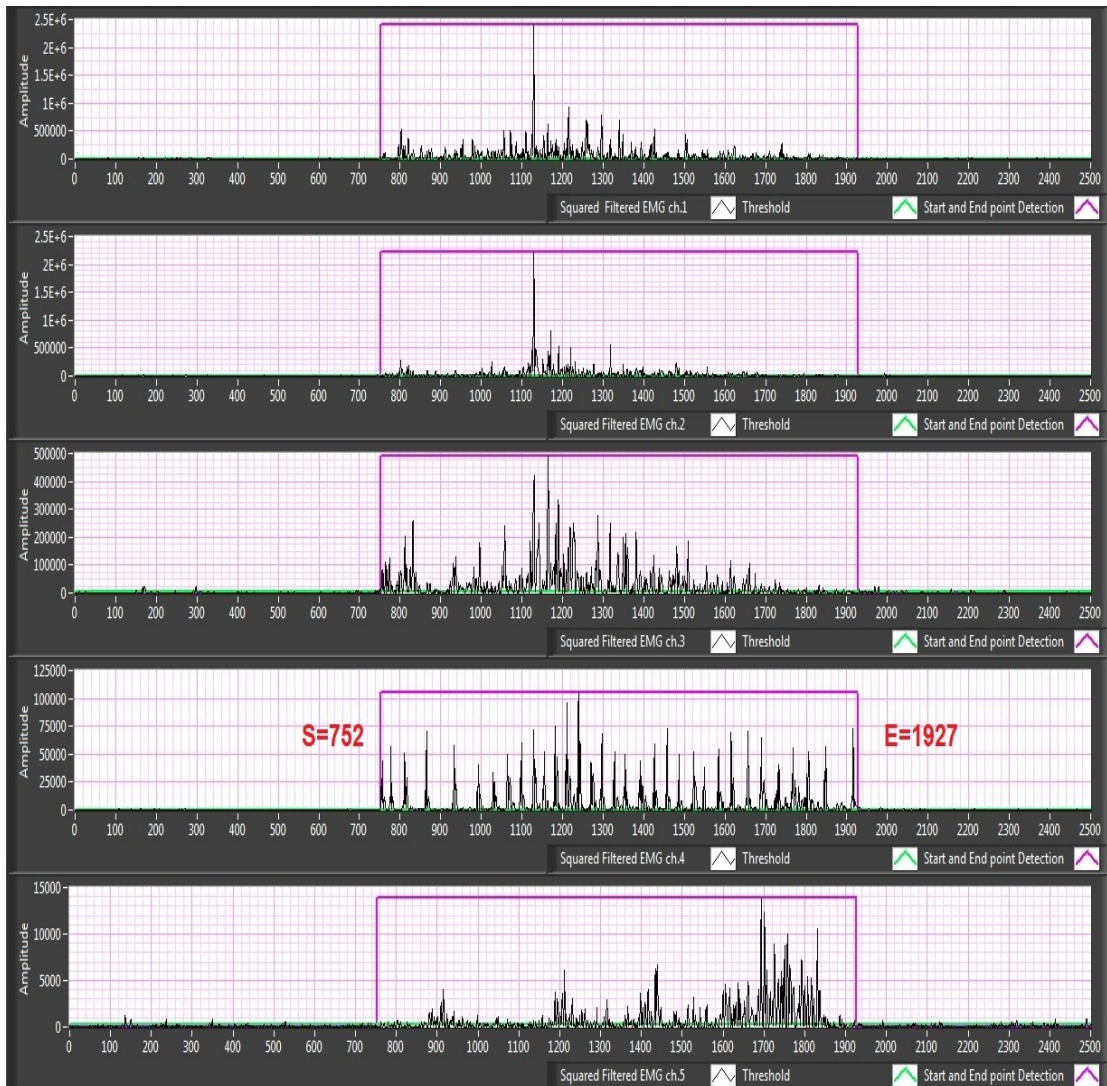 Amplitude
2.5E+6
2E+6
1.5E+6
1E+6
500000
0
0 100 200 300 400 500 600 700 800 900 1000 1100 1200 1300 1400 1500 1600 1700 1800 1900 2000 2100 2200 2300 2400 2500
Squared Filtered EMG ch.1 Threshold Start and End point Detection
Amplitude
2.5E+6
2E+6
1.5E+6
1E+6
500000
0
0 100 200 300 400 500 600 700 800 900 1000 1100 1200 1300 1400 1500 1600 1700 1800 1900 2000 2100 2200 2300 2400 2500
Squared Filtered EMG ch.2 Threshold Start and End point Detection
Amplitude
500000
400000
300000
200000
100000
0
0 100 200 300 400 500 600 700 800 900 1000 1100 1200 1300 1400 1500 1600 1700 1800 1900 2000 2100 2200 2300 2400 2500
Squared Filtered EMG ch.3 Threshold Start and End point Detection
Amplitude
125000
100000
75000
50000
25000
0
S=752 E=1927
0 100 200 300 400 500 600 700 800 900 1000 1100 1200 1300 1400 1500 1600 1700 1800 1900 2000 2100 2200 2300 2400 2500
Squared Filtered EMG ch.4 Threshold Start and End point Detection
Amplitude
15000
10000
5000
0
0 100 200 300 400 500 600 700 800 900 1000 1100 1200 1300 1400 1500 1600 1700 1800 1900 2000 2100 2200 2300 2400 2500
Squared Filtered EMG ch.5 Threshold Start and End point Detection